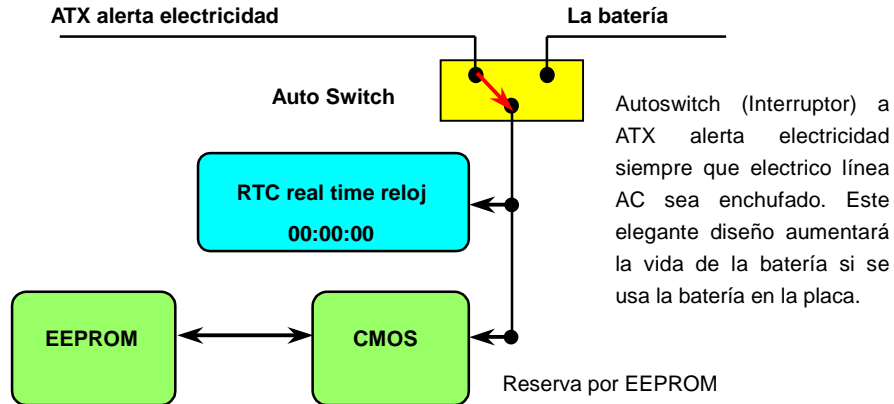 ATX alerta electricidad
La batería
Auto Switch
Autoswitch (Interruptor) a
ATX alerta electricidad
siempre que electrico línea
AC sea enchufado. Este
elegante diseño aumentará
la vida de la batería si se
usa la batería en la placa.
RTC real time reloj
00:00:00
EEPROM
CMOS
Reserva por EEPROM